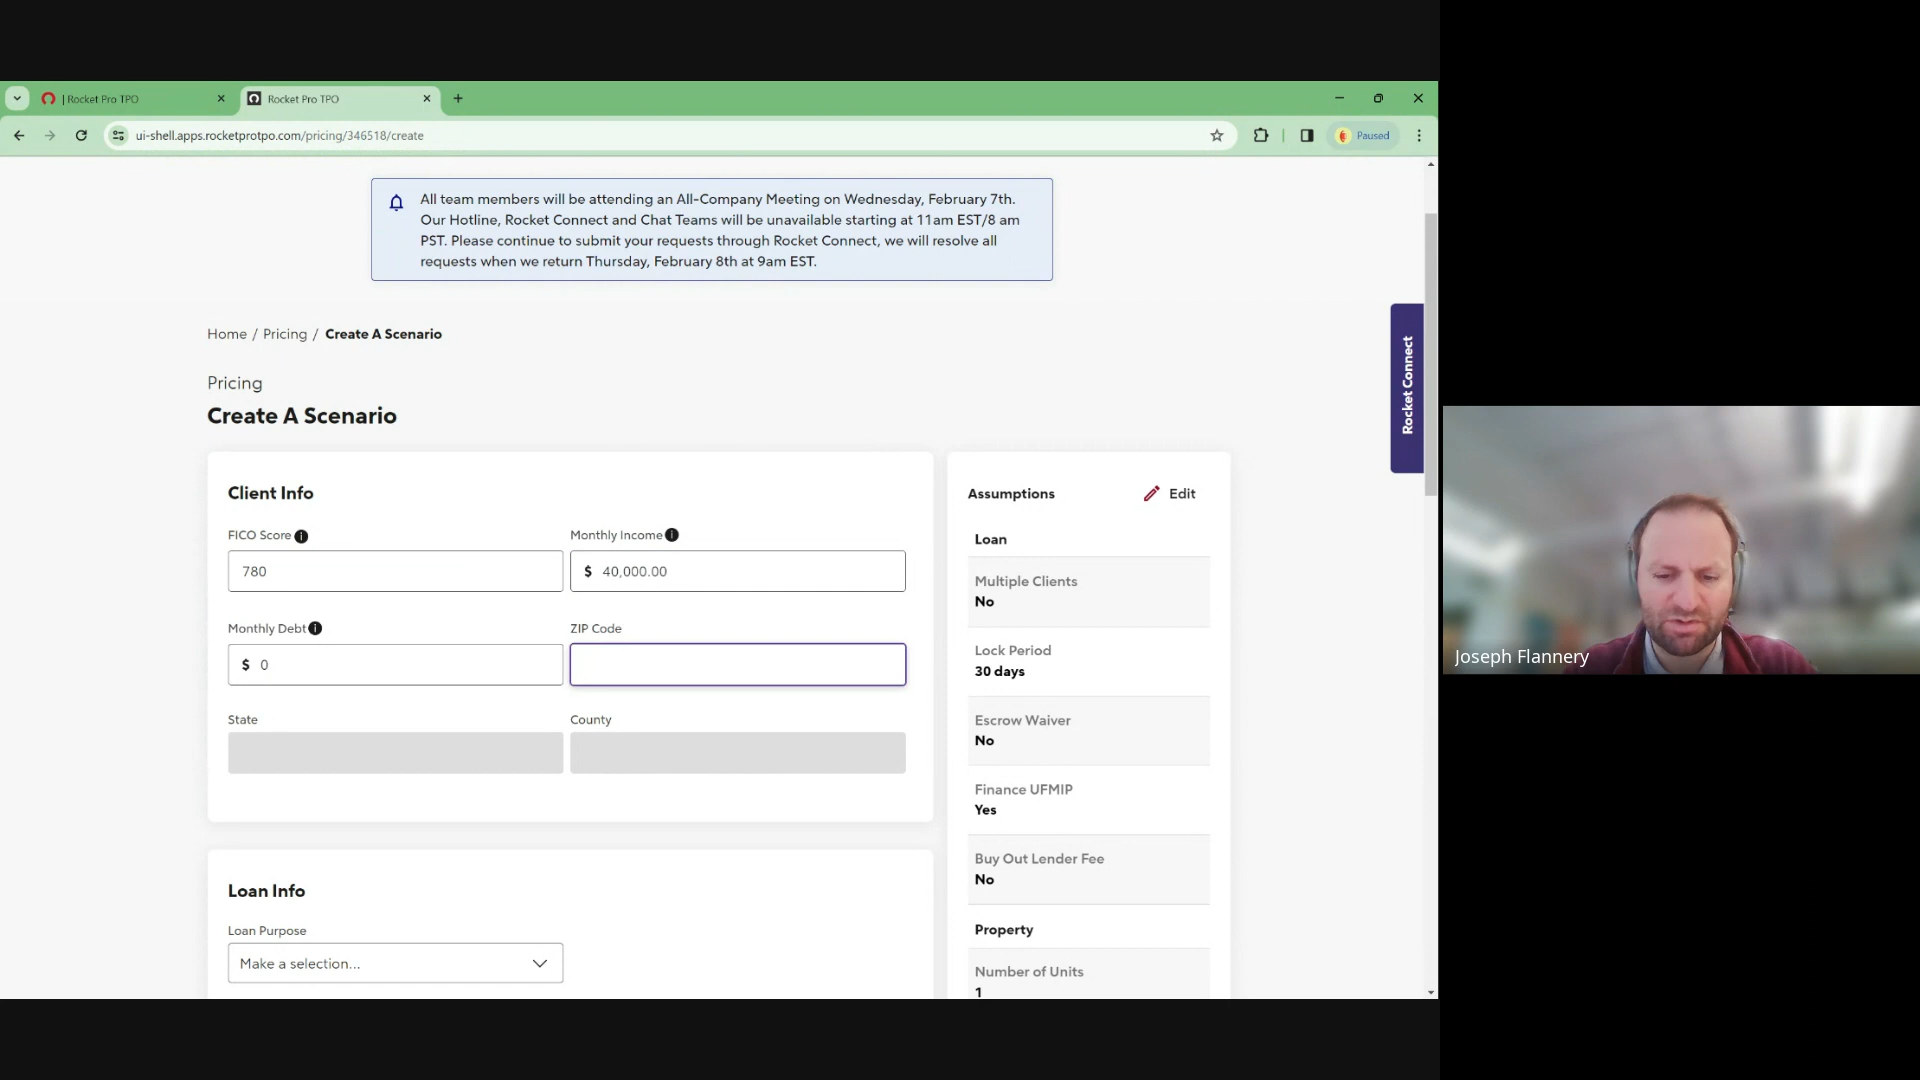 | Rocket Pro TPO
Rocket Pro TPO
ui-shell.apps.rocketprotpo.com/pricing/346518/create
Paused
All team members will be attending an All-Company Meeting on Wednesday, February 7th.
Our Hotline, Rocket Connect and Chat Teams will be unavailable starting at 11am EST/8 am
PST. Please continue to submit your requests through Rocket Connect, we will resolve all
requests when we return Thursday, February 8th at 9am EST.
Home / Pricing / Create A Scenario
Pricing
Create A Scenario
Rocket Connect
Client Info
FICO Score
Monthly Income
780
$ 40,000.00
Monthly Debt
ZIP Code
$ 0
State
County
Loan Info
Loan Purpose
Make a selection...
Assumptions
Edit
Loan
Multiple Clients
No
Lock Period
30 days
Escrow Waiver
No
Finance UFMIP
Yes
Buy Out Lender Fee
No
Property
Number of Units
1
Joseph Flannery